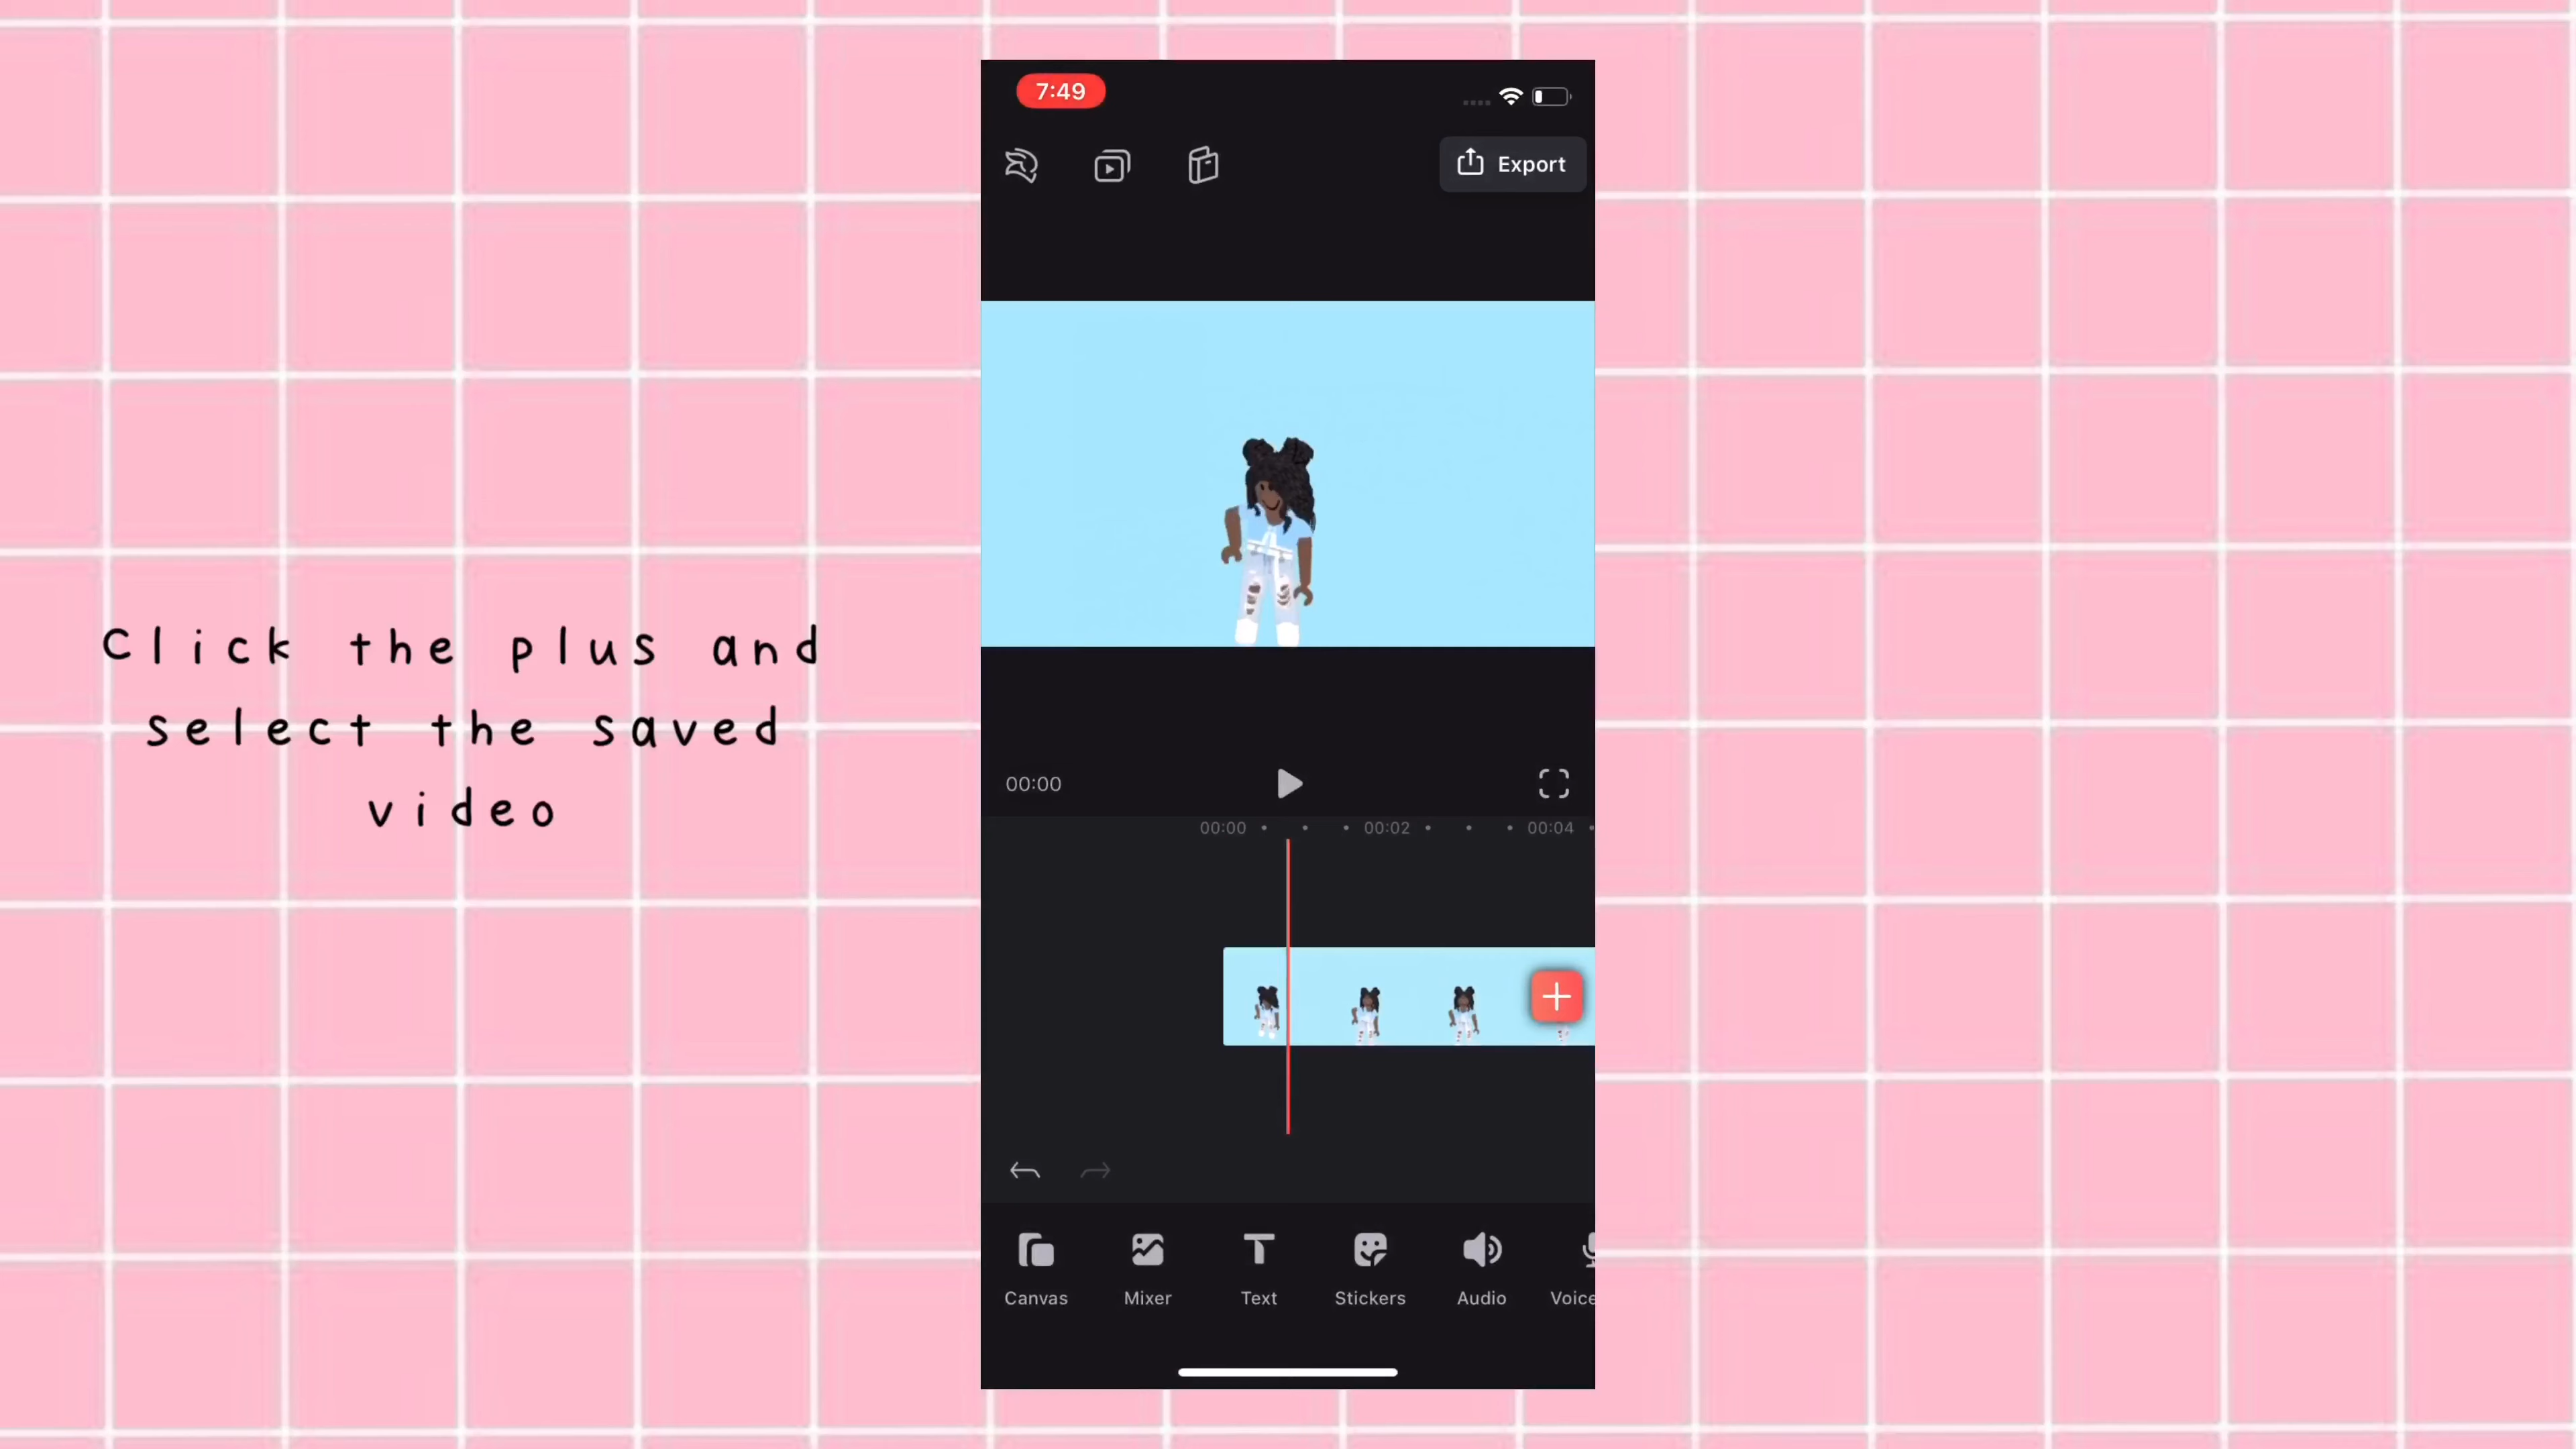 7:49
Export
Click the plus and
select the saved
video
00:00
00:00 00:02 00:04
Canvas Mixer Text Stickers Audio Voice